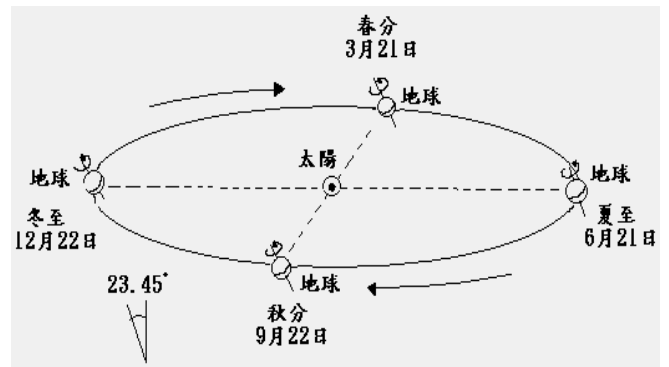 春分
3月21日
地球
太陽
地球
地球
冬至
12月22日
夏至
6月21日
23.45°
地球
秋分
9月22日